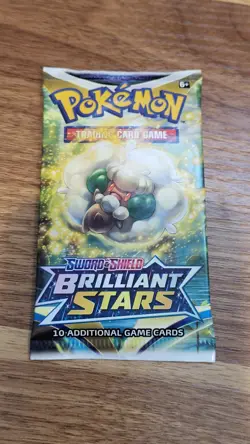 6+
POKéMON
TRADING CARD GAME
SWORD & SHIELD
BRILLIANT
STARS
10 ADDITIONAL GAME CARDS